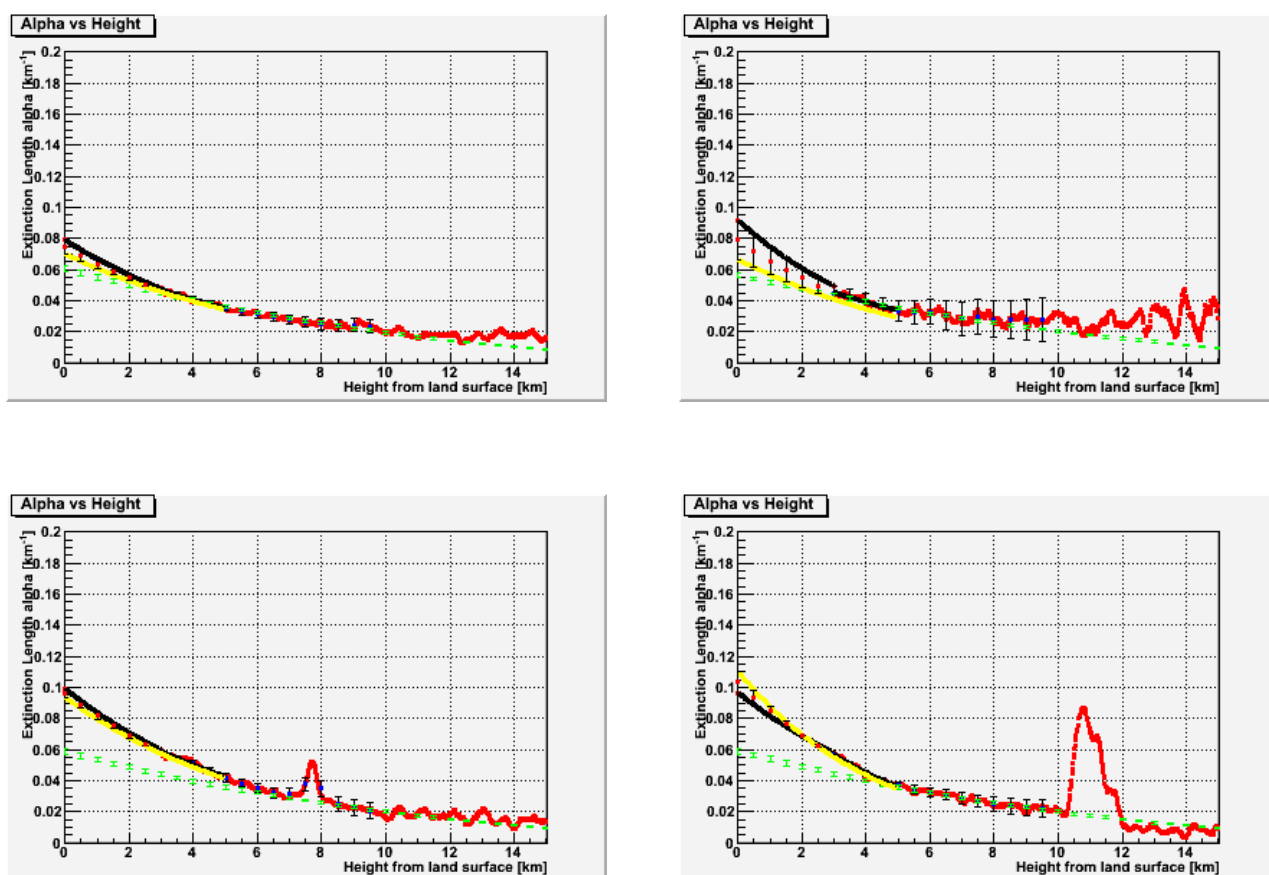 Alpha vs Height
Extinction Length alpha [km-1]
0.2
0.18
0.16
0.14
0.12
0.1
0.08
0.06
0.04
0.02
0
0 2 4 6 8 10 12 14
Height from land surface [km]
Alpha vs Height
Extinction Length alpha [km-1]
0.2
0.18
0.16
0.14
0.12
0.1
0.08
0.06
0.04
0.02
0
0 2 4 6 8 10 12 14
Height from land surface [km]
Alpha vs Height
Extinction Length alpha [km-1]
0.2
0.18
0.16
0.14
0.12
0.1
0.08
0.06
0.04
0.02
0
0 2 4 6 8 10 12 14
Height from land surface [km]
Alpha vs Height
Extinction Length alpha [km-1]
0.2
0.18
0.16
0.14
0.12
0.1
0.08
0.06
0.04
0.02
0
0 2 4 6 8 10 12 14
Height from land surface [km]